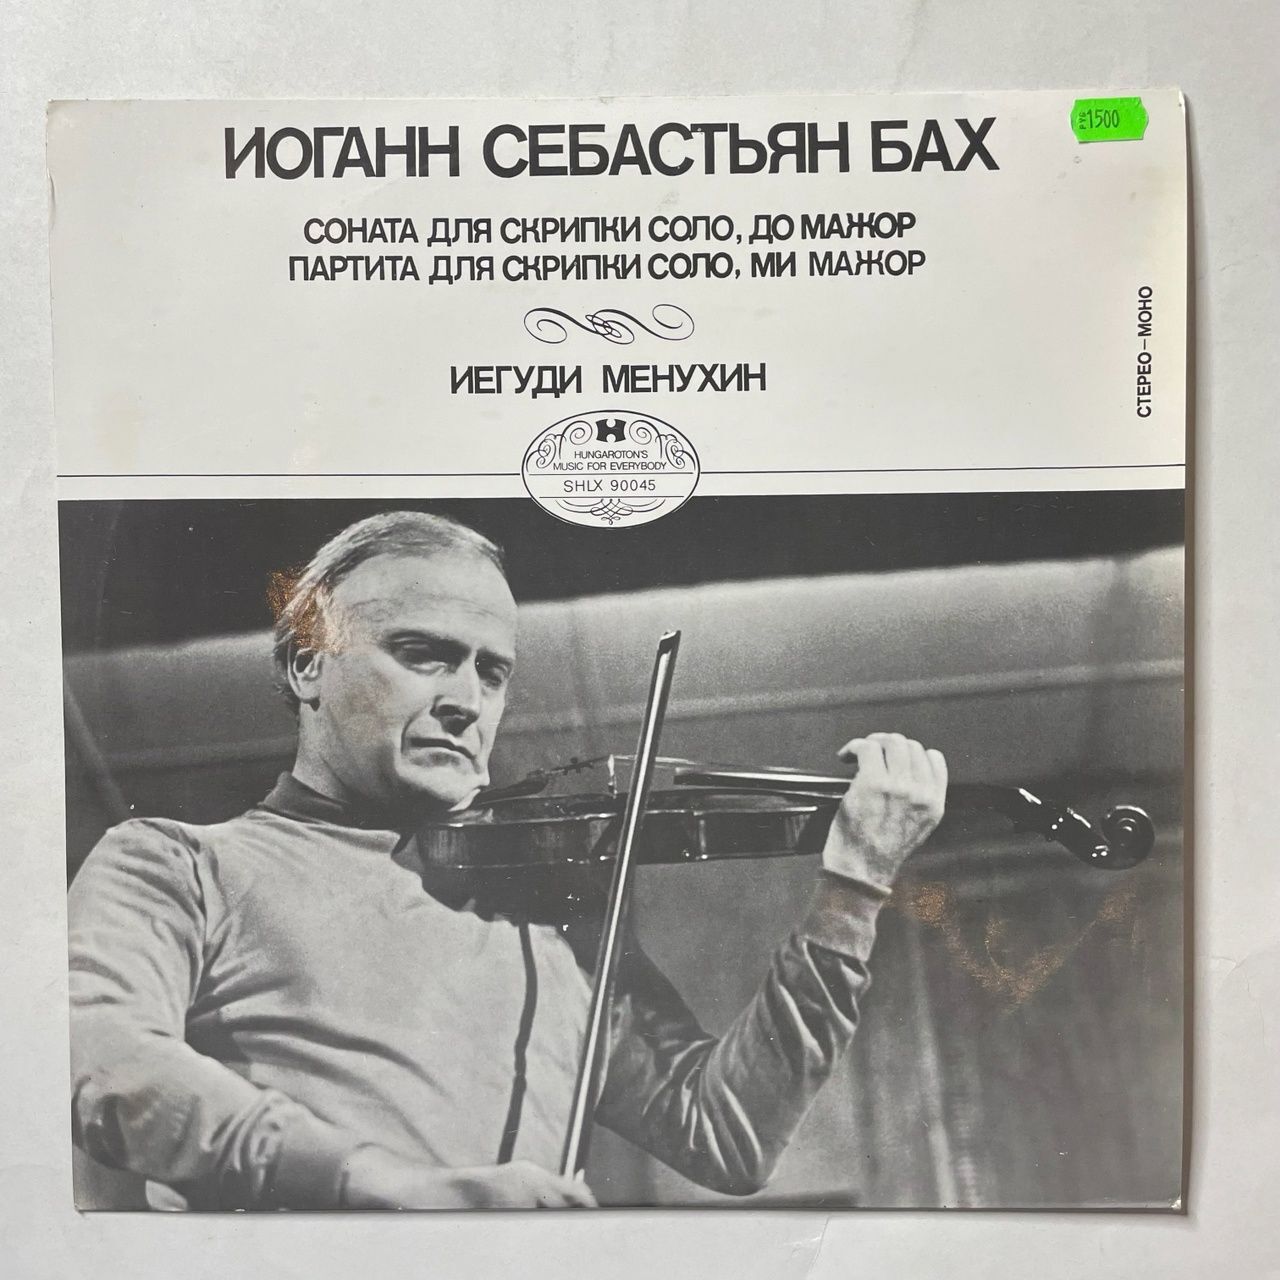 РУБ 1500
ИОГАНН СЕБАСТЬЯН БАХ
СОНАТА ДЛЯ СКРИПКИ СОЛО, ДО МАЖОР
ПАРТИТА ДЛЯ СКРИПКИ СОЛО, МИ МАЖОР
СТЕРЕО-МОНО
ИЕГУДИ МЕНУХИН
HUNGAROTON'S
MUSIC FOR EVERYBODY
SHLX 90045